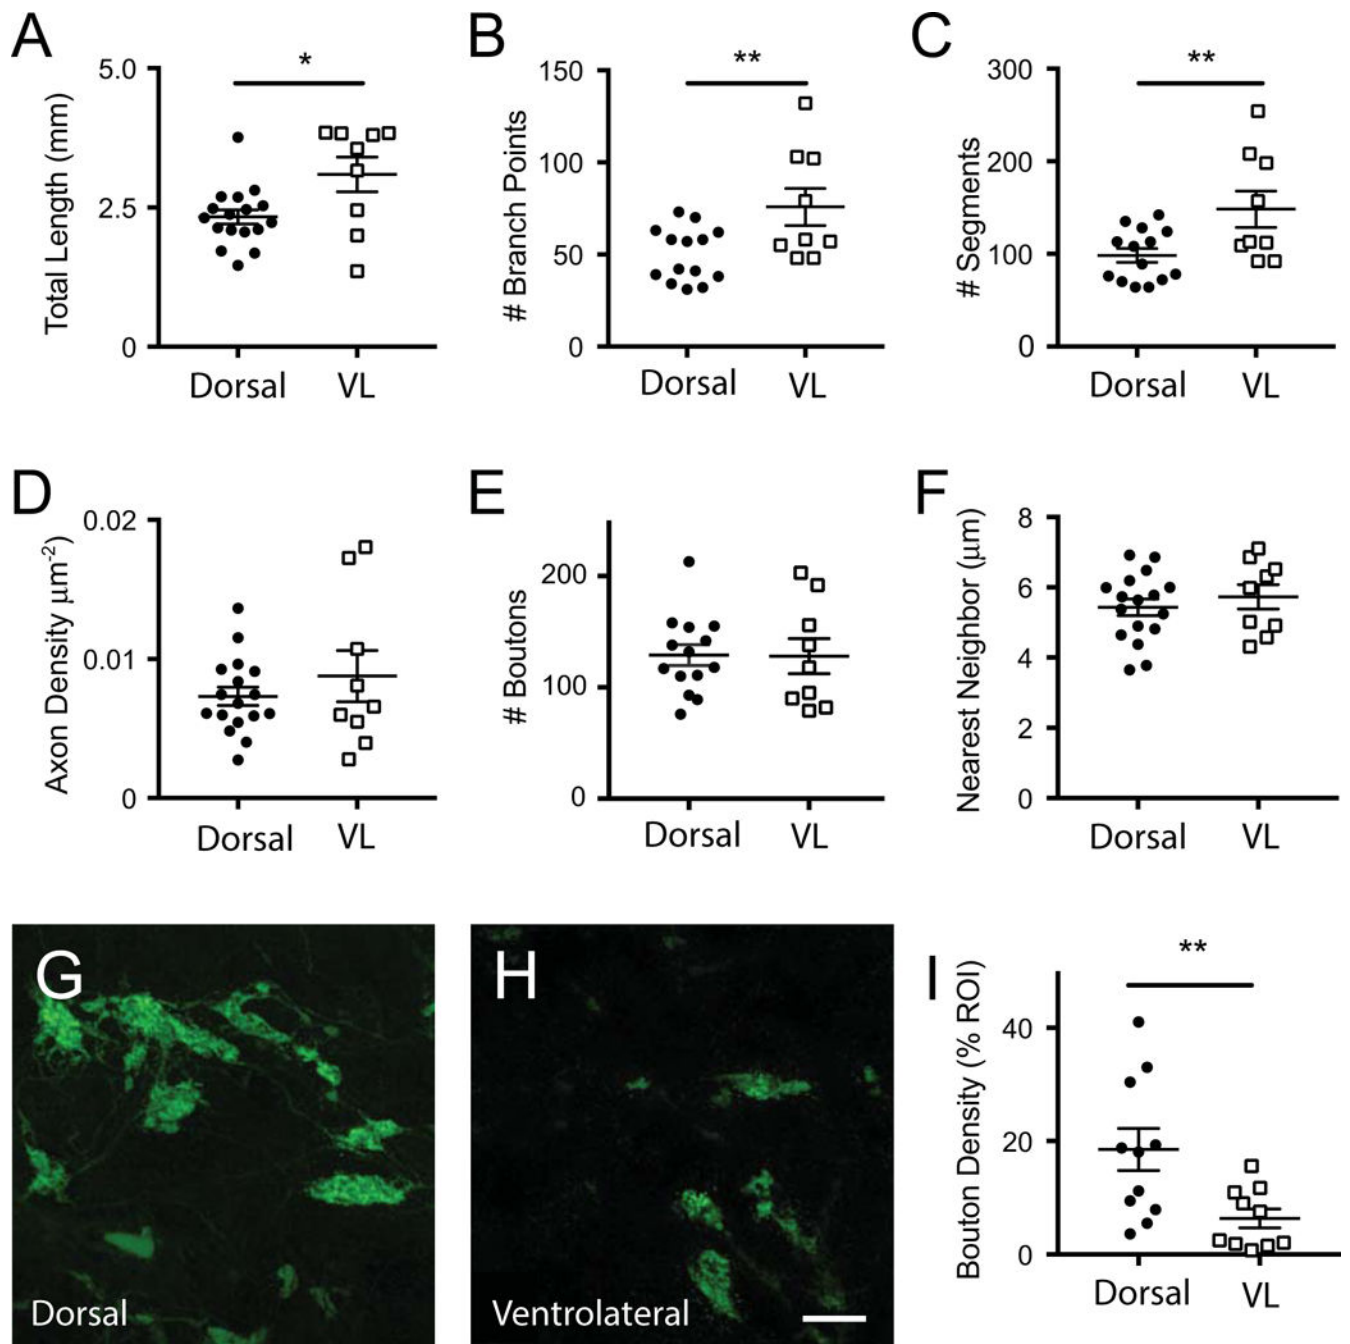 A
B
C
*
**
**
5.0
2.5
0
Total Length (mm)
Dorsal
VL
150
100
50
0
# Branch Points
Dorsal
VL
300
200
100
0
# Segments
Dorsal
VL
D
E
F
0.02
0.01
0
Axon Density μm-2
Dorsal
VL
200
100
0
# Boutons
Dorsal
VL
8
6
4
2
0
Nearest Neighbor (μm)
Dorsal
VL
G
Dorsal
H
Ventrolateral
I
**
40
20
0
Bouton Density (% ROI)
Dorsal
VL